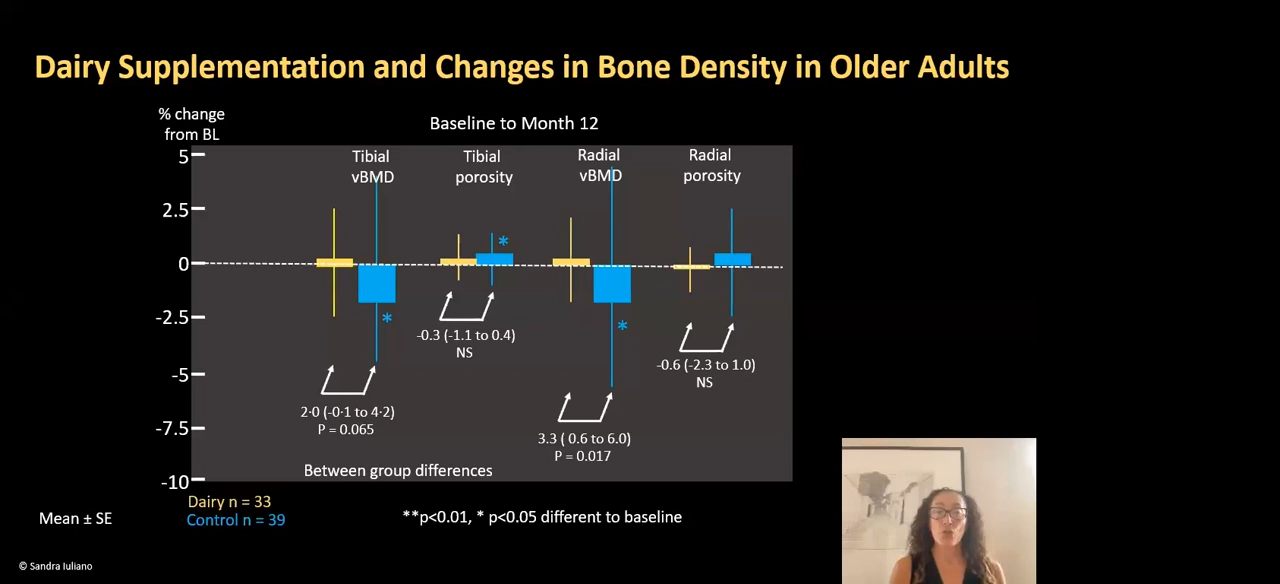 Dairy Supplementation and Changes in Bone Density in Older Adults
% change
from BL
Baseline to Month 12
5
2.5
0
-2.5
-5
-7.5
-10
Tibial
vBMD
Tibial
porosity
Radial
vBMD
Radial
porosity
*
*
*
2·0 (-0·1 to 4·2)
P = 0.065
-0.3 (-1.1 to 0.4)
NS
3.3 ( 0.6 to 6.0)
P = 0.017
-0.6 (-2.3 to 1.0)
NS
Between group differences
Dairy n = 33
Control n = 39
Mean ± SE
**p<0.01, * p<0.05 different to baseline
© Sandra Iuliano